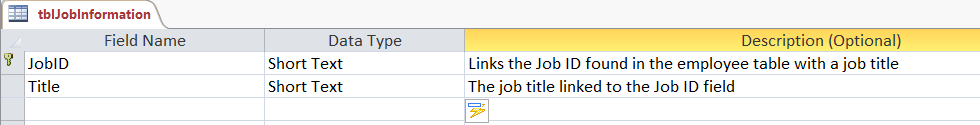 tblJobInformation
Field Name Data Type Description (Optional)
JobID Short Text Links the Job ID found in the employee table with a job title
Title Short Text The job title linked to the Job ID field